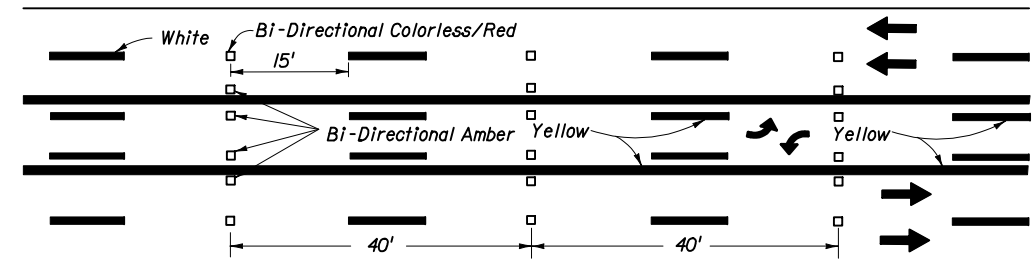 White
Bi-Directional Colorless/Red
15'
Bi-Directional Amber
Yellow
Yellow
40'
40'